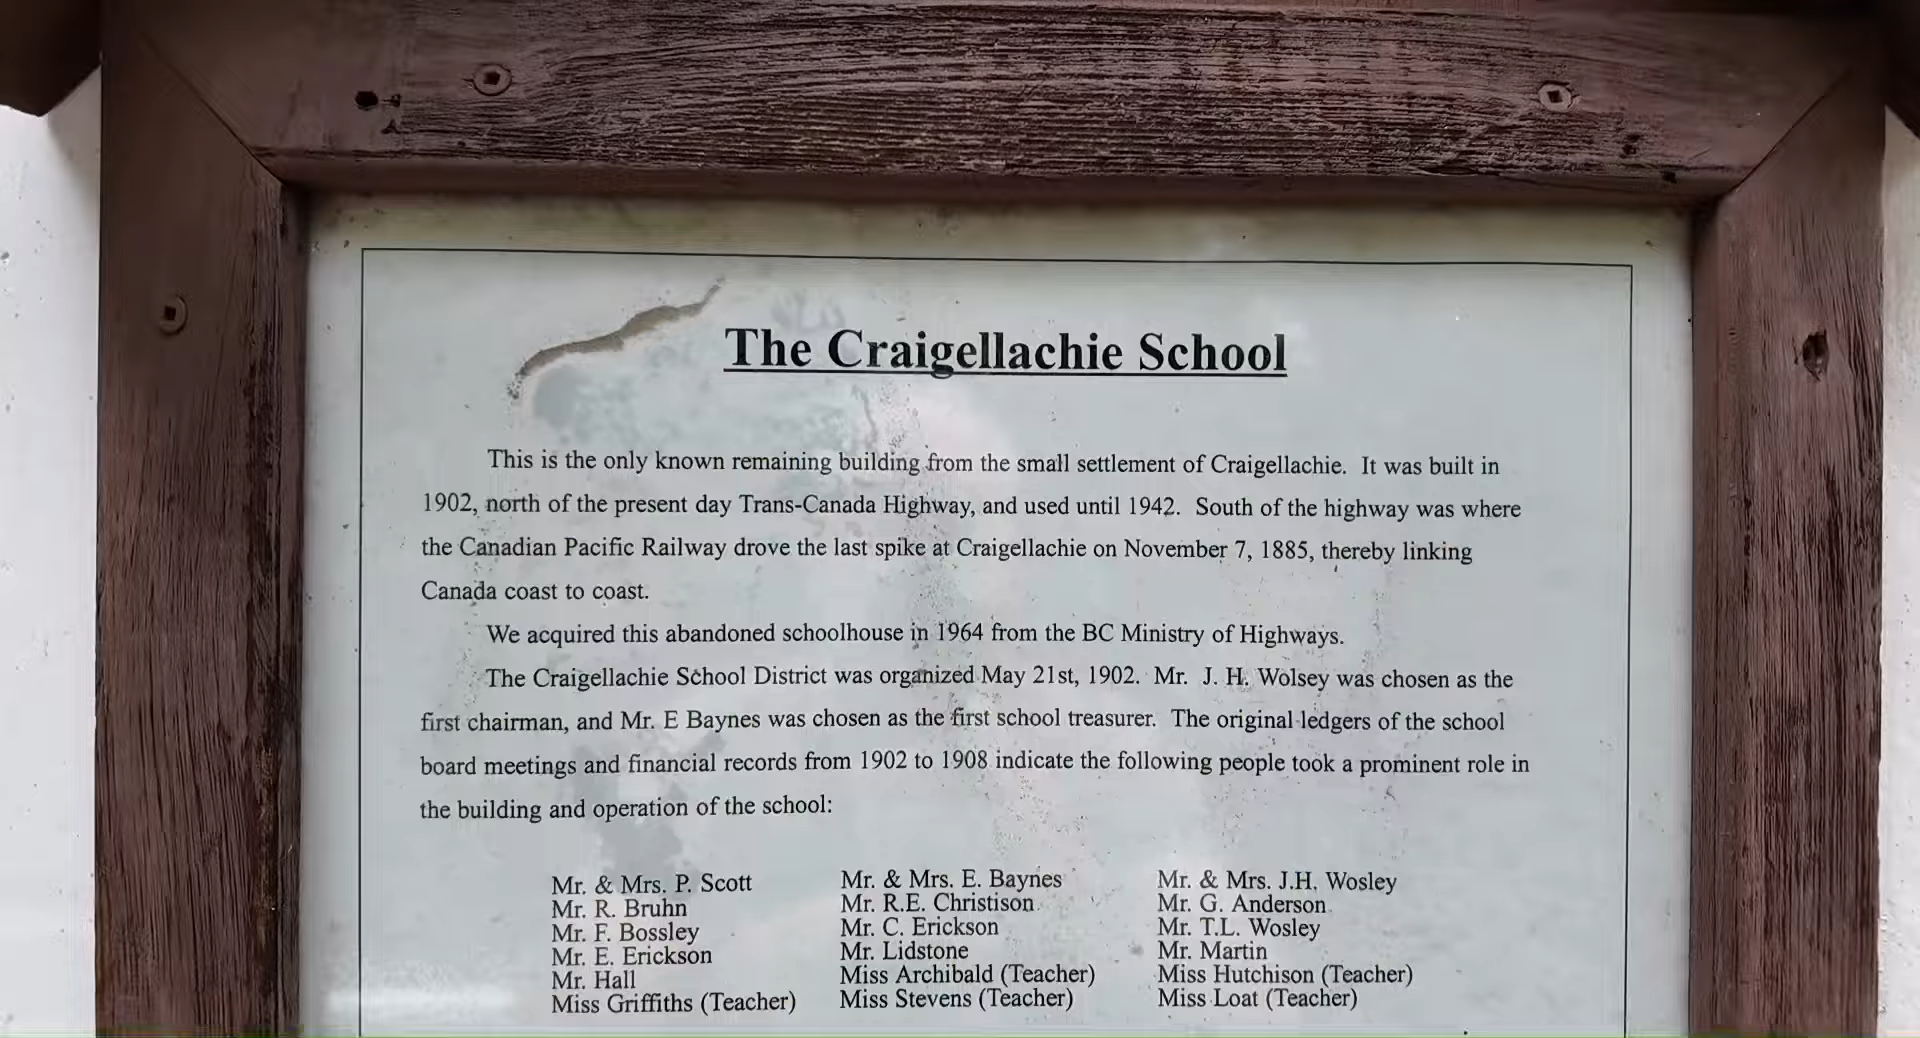 The Craigellachie School
This is the only known remaining building from the small settlement of Craigellachie. It was built in
1902, north of the present day Trans-Canada Highway, and used until 1942. South of the highway was where
the Canadian Pacific Railway drove the last spike at Craigellachie on November 7, 1885, thereby linking
Canada coast to coast.
We acquired this abandoned schoolhouse in 1964 from the BC Ministry of Highways.
The Craigellachie School District was organized May 21st, 1902. Mr. J. H. Wolsey was chosen as the
first chairman, and Mr. E Baynes was chosen as the first school treasurer. The original ledgers of the school
board meetings and financial records from 1902 to 1908 indicate the following people took a prominent role in
the building and operation of the school:
Mr. & Mrs. P. Scott Mr. & Mrs. E. Baynes Mr. & Mrs. J.H. Wosley
Mr. R. Bruhn Mr. R.E. Christison Mr. G. Anderson
Mr. F. Bossley Mr. C. Erickson Mr. T.L. Wosley
Mr. E. Erickson Mr. Lidstone Mr. Martin
Mr. Hall Miss Archibald (Teacher) Miss Hutchison (Teacher)
Miss Griffiths (Teacher) Miss Stevens (Teacher) Miss Loat (Teacher)